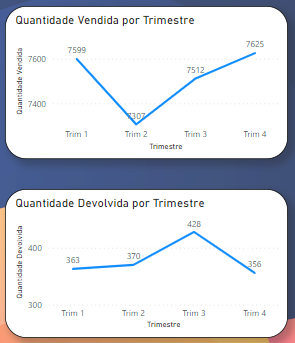 Quantidade Vendida por Trimestre
Quantidade Vendida
7600
7400
7599
7307
7512
7625
Trim 1 Trim 2 Trim 3 Trim 4
Trimestre
Quantidade Devolvida por Trimestre
Quantidade Devolvida
400
300
363
370
428
356
Trim 1 Trim 2 Trim 3 Trim 4
Trimestre